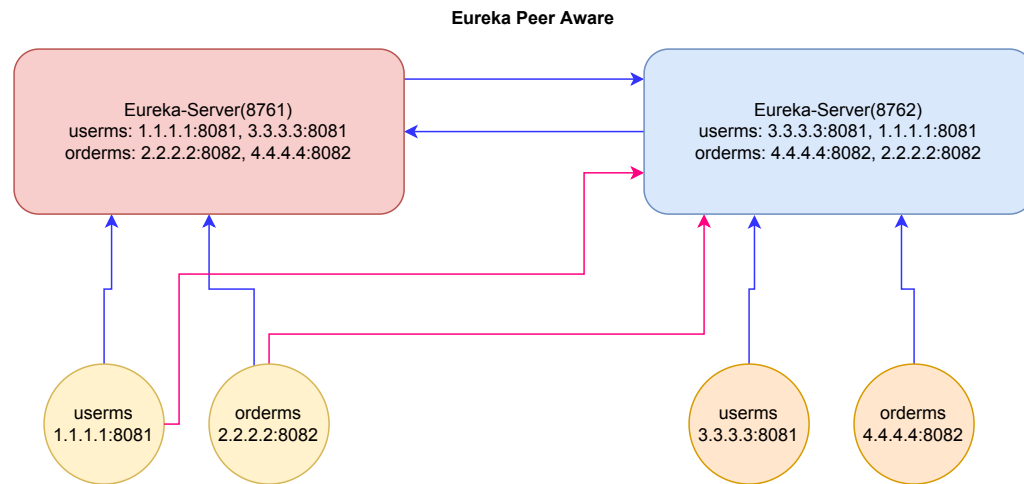 Eureka Peer Aware
Eureka-Server(8761)
userms: 1.1.1.1:8081, 3.3.3.3:8081
orderms: 2.2.2.2:8082, 4.4.4.4:8082
Eureka-Server(8762)
userms: 3.3.3.3:8081, 1.1.1.1:8081
orderms: 4.4.4.4:8082, 2.2.2.2:8082
userms
1.1.1.1:8081
orderms
2.2.2.2:8082
userms
3.3.3.3:8081
orderms
4.4.4.4:8082